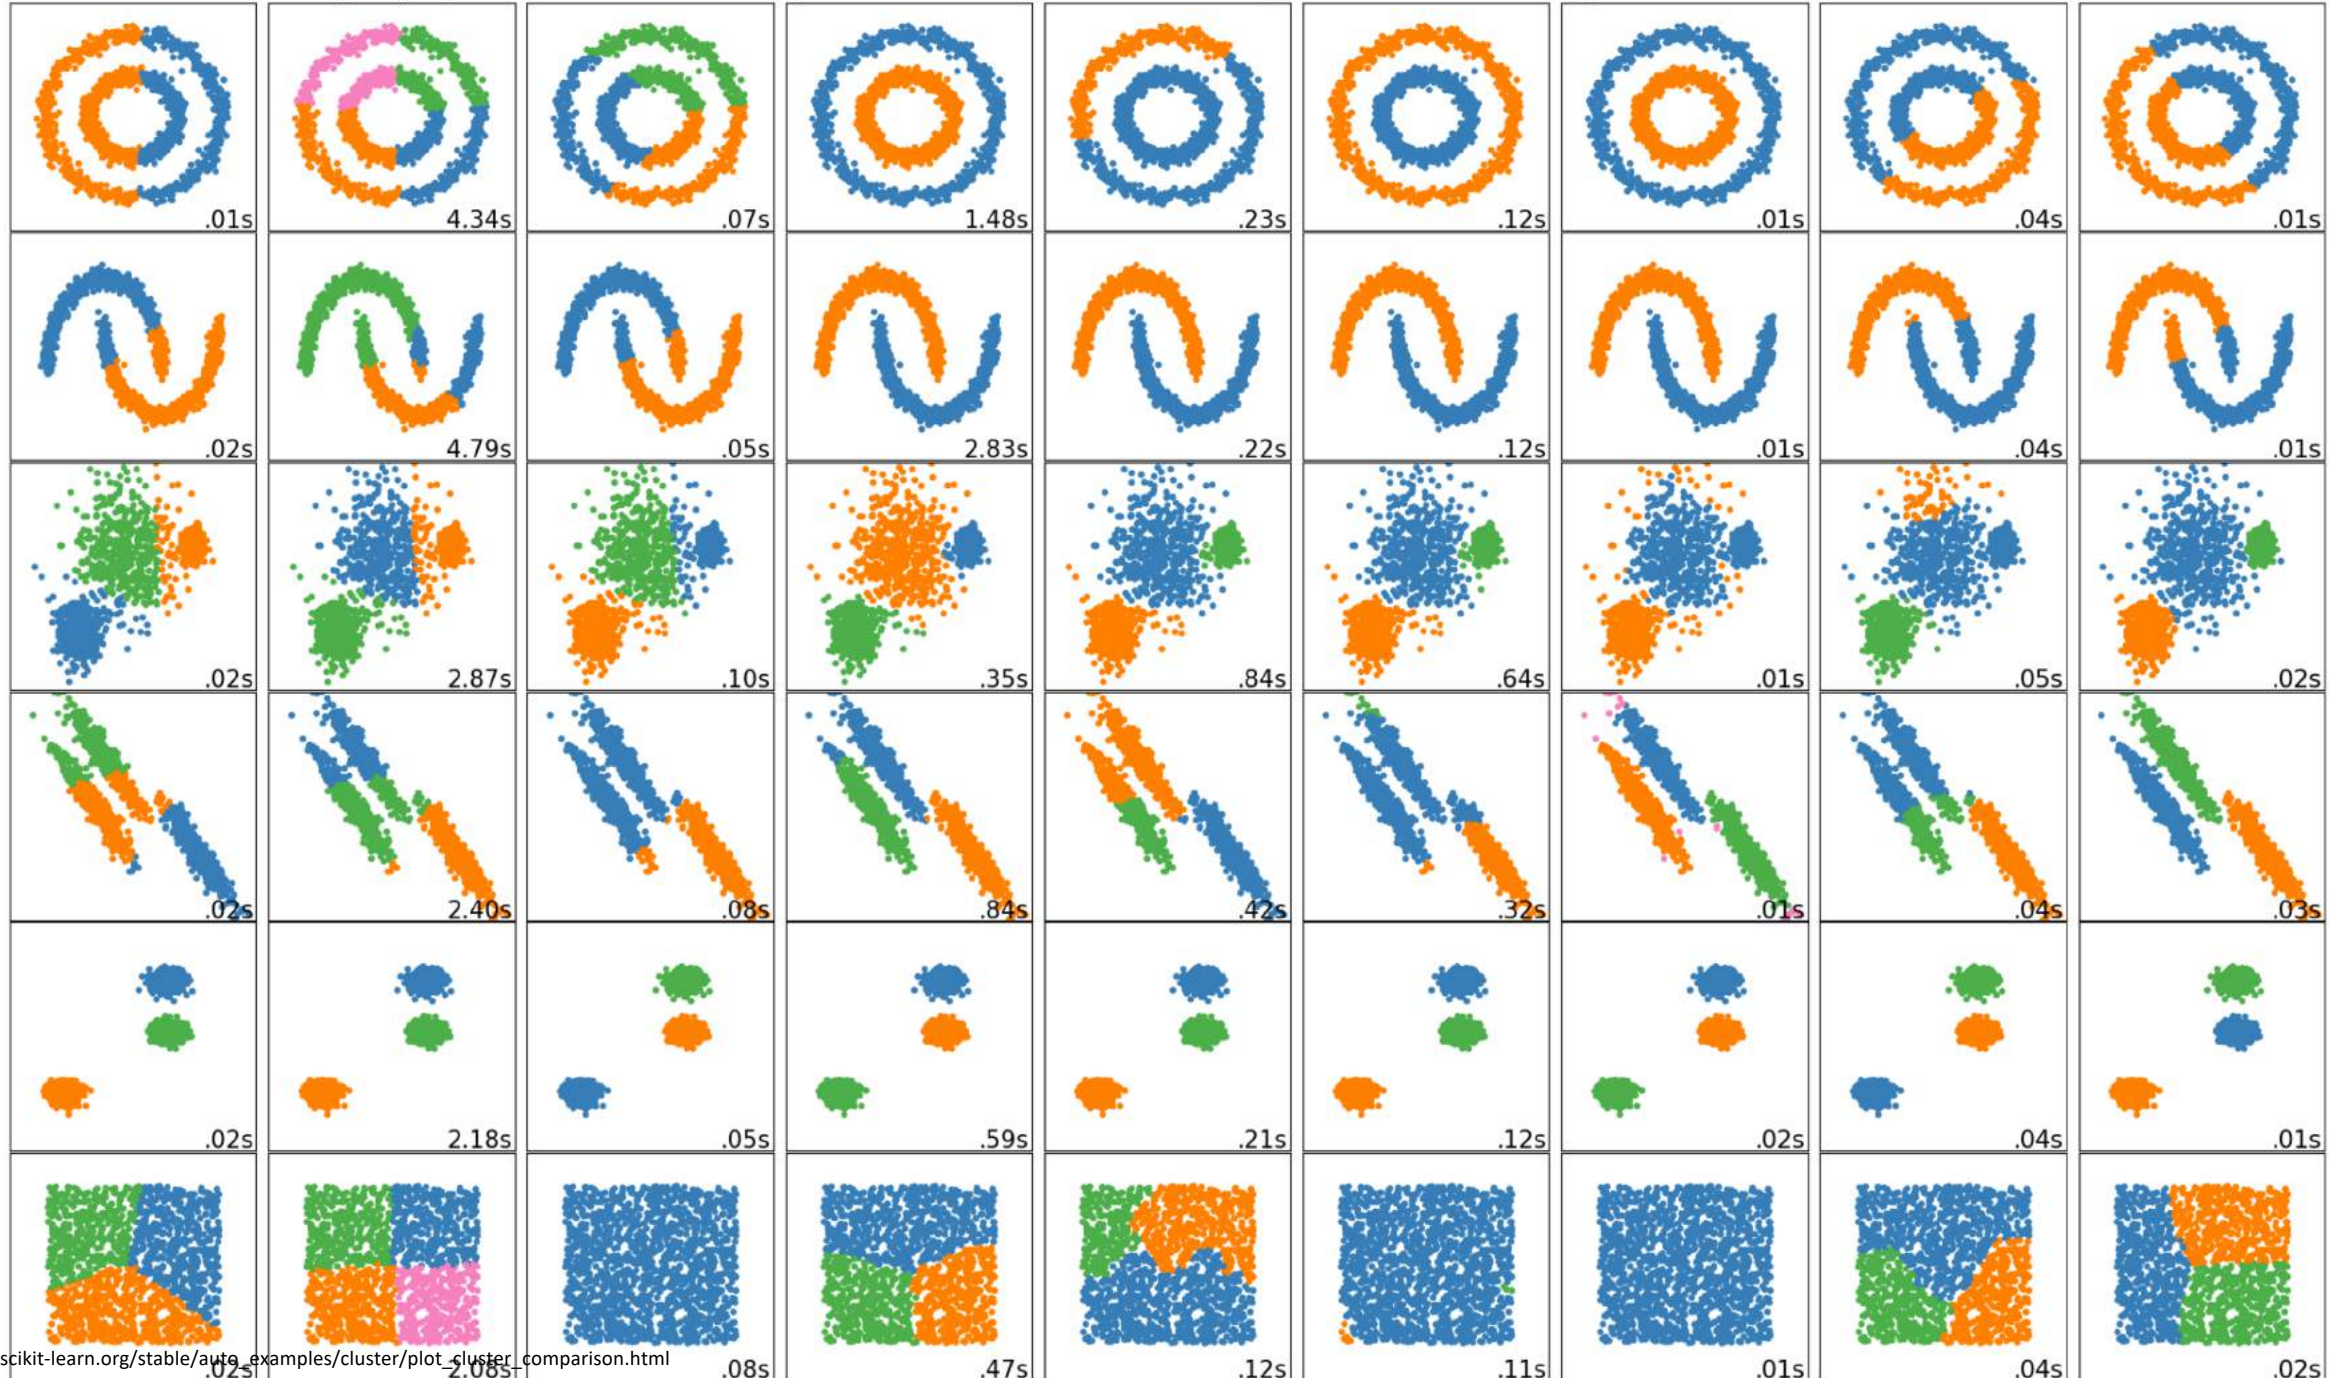 .01s 4.34s .07s 1.48s .23s .12s .01s .04s .01s
.02s 4.79s .05s 2.83s .22s .12s .01s .04s .01s
.02s 2.87s .10s .35s .84s .64s .01s .05s .02s
.02s 2.40s .08s .84s .42s .32s .01s .04s .03s
.02s 2.18s .05s .59s .21s .12s .02s .04s .01s
scikit-learn.org/stable/auto_examples/cluster/plot_cluster_comparison.html
.02s 2.08s .08s .47s .12s .11s .01s .04s .02s